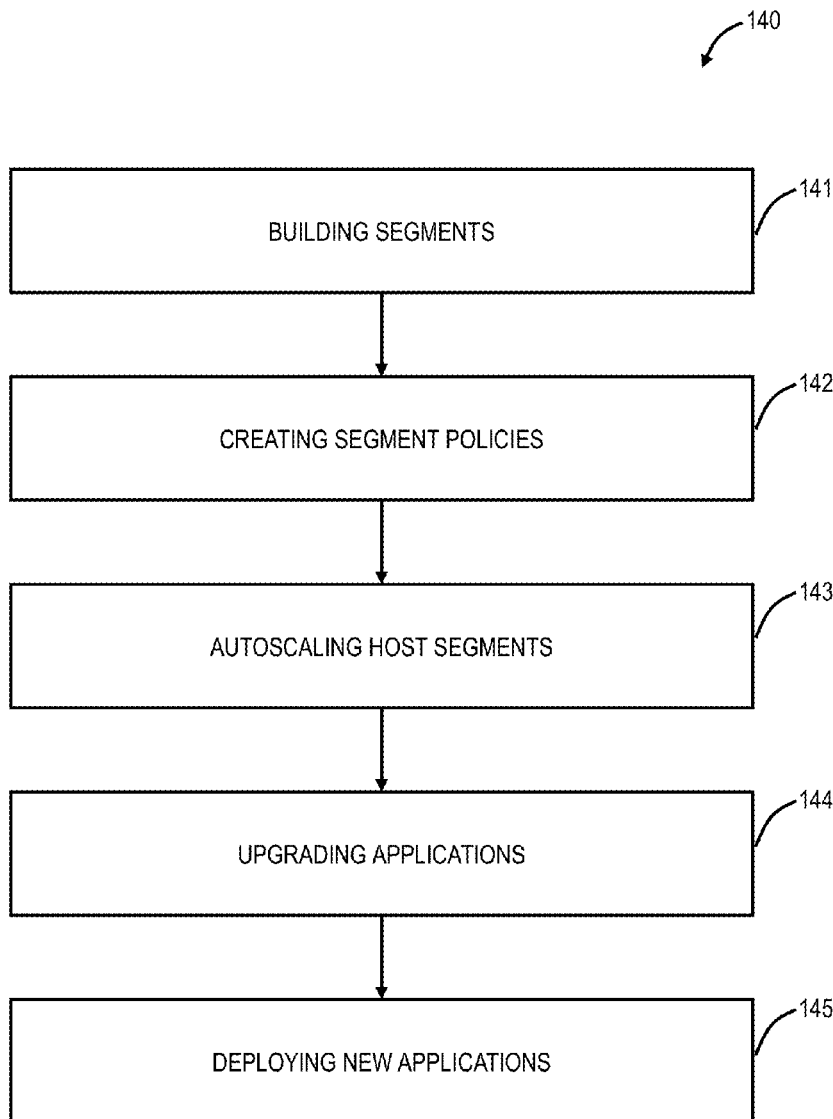 140
141
BUILDING SEGMENTS
142
CREATING SEGMENT POLICIES
143
AUTOSCALING HOST SEGMENTS
144
UPGRADING APPLICATIONS
145
DEPLOYING NEW APPLICATIONS